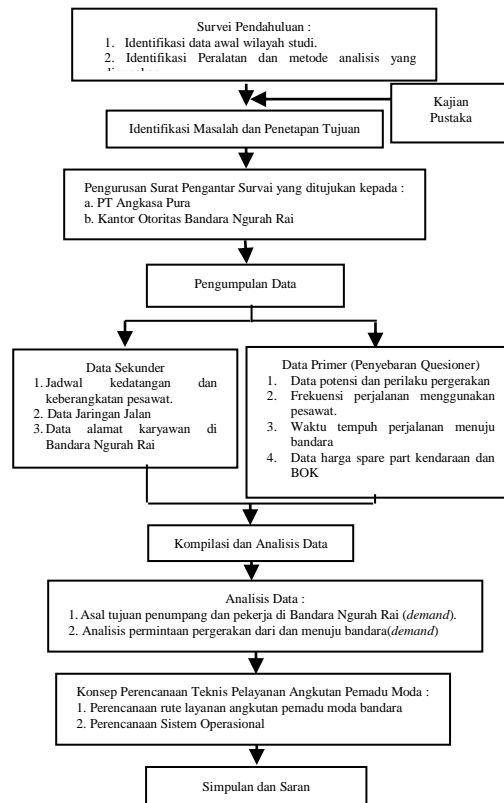 Survei Pendahuluan :
1. Identifikasi data awal wilayah studi.
2. Identifikasi Peralatan dan metode analisis yang
Kajian
Pustaka
Identifikasi Masalah dan Penetapan Tujuan
Pengurusan Surat Pengantar Survai yang ditujukan kepada :
a. PT Angkasa Pura
b. Kantor Otoritas Bandara Ngurah Rai
Pengumpulan Data
Data Sekunder
1. Jadwal kedatangan dan
keberangkatan pesawat.
2. Data Jaringan Jalan
3. Data alamat karyawan di
Bandara Ngurah Rai
Data Primer (Penyebaran Quesioner)
1. Data potensi dan perilaku pergerakan
2. Frekuensi perjalanan menggunakan
pesawat.
3. Waktu tempuh perjalanan menuju
bandara
4. Data harga spare part kendaraan dan
BOK
Kompilasi dan Analisis Data
Analisis Data :
1. Asal tujuan penumpang dan pekerja di Bandara Ngurah Rai (demand).
2. Analisis permintaan pergerakan dari dan menuju bandara(demand)
Konsep Perencanaan Teknis Pelayanan Angkutan Pemadu Moda :
1. Perencanaan rute layanan angkutan pemadu moda bandara
2. Perencanaan Sistem Operasional
Simpulan dan Saran